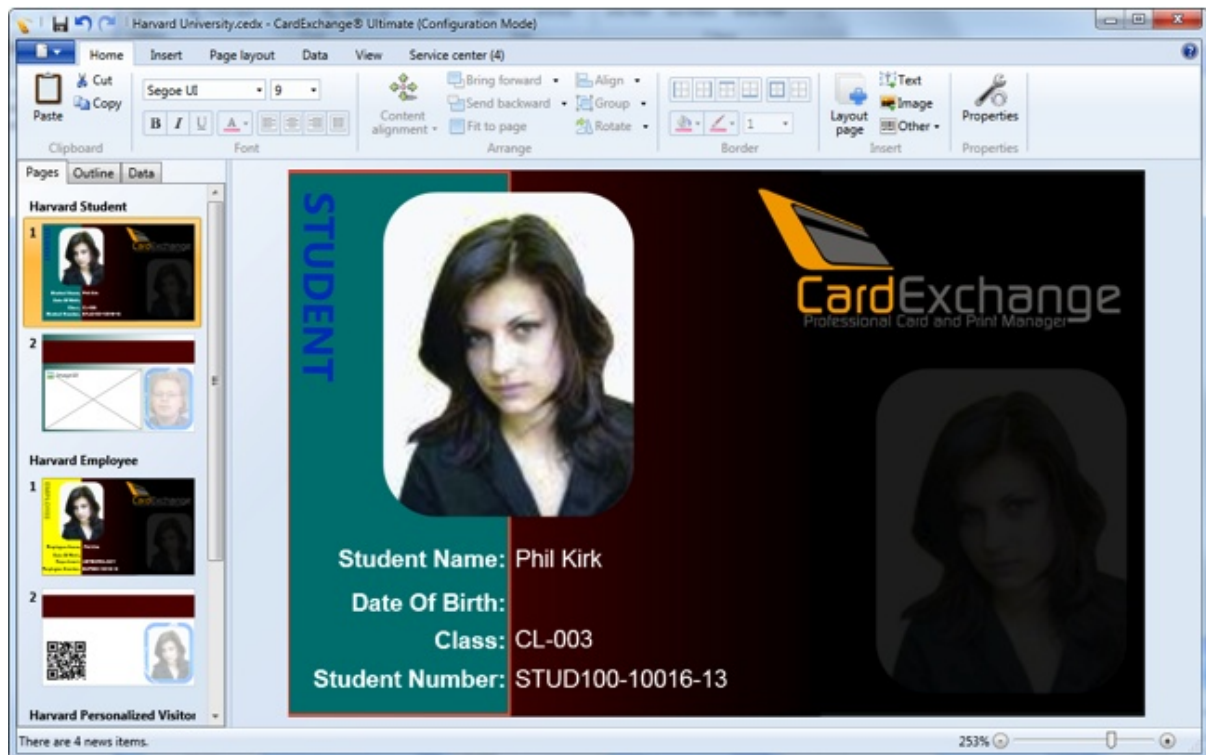 Harvard University.cedx - CardExchange® Ultimate (Configuration Mode)
Home Insert Page layout Data View Service center (4)
Paste
Cut
Copy
Clipboard
Segoe UI 9
B I U A
Font
Content alignment
Bring forward
Send backward
Fit to page
Align
Group
Rotate
Arrange
1
Border
Layout page
Text
Image
Other
Insert
Properties
Properties
Pages Outline Data
Harvard Student
1
2
Harvard Employee
1
2
Harvard Personalized Visitor
STUDENT
CardExchange
Professional Card and Print Manager
Student Name: Phil Kirk
Date Of Birth:
Class: CL-003
Student Number: STUD100-10016-13
There are 4 news items.
253%